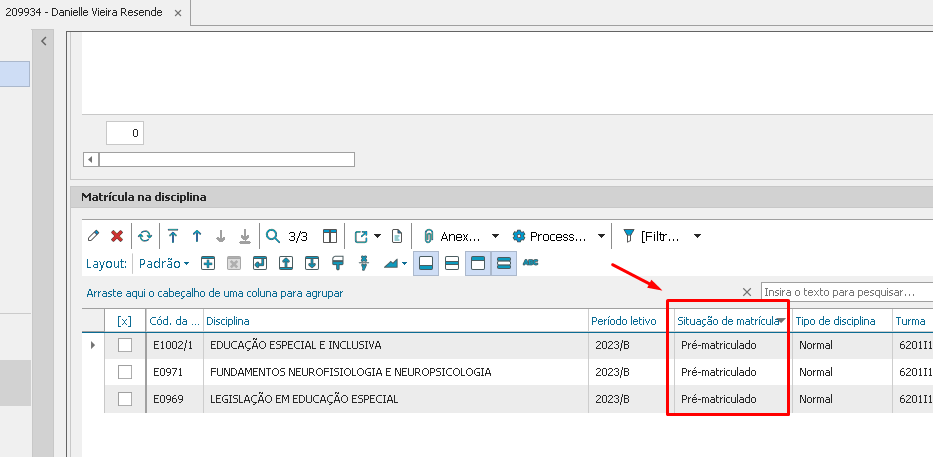 209934 - Danielle Vieira Resende
0
Matrícula na disciplina
3/3 Anex... Process... [Filtr...
Layout: Padrão ABC
Arraste aqui o cabeçalho de uma coluna para agrupar Insira o texto para pesquisar...
[x] Cód. da ... Disciplina Período letivo Situação de matrícula Tipo de disciplina Turma
E1002/1 EDUCAÇÃO ESPECIAL E INCLUSIVA 2023/B Pré-matriculado Normal 6201I1
E0971 FUNDAMENTOS NEUROFISIOLOGIA E NEUROPSICOLOGIA 2023/B Pré-matriculado Normal 6201I1
E0969 LEGISLAÇÃO EM EDUCAÇÃO ESPECIAL 2023/B Pré-matriculado Normal 6201I1